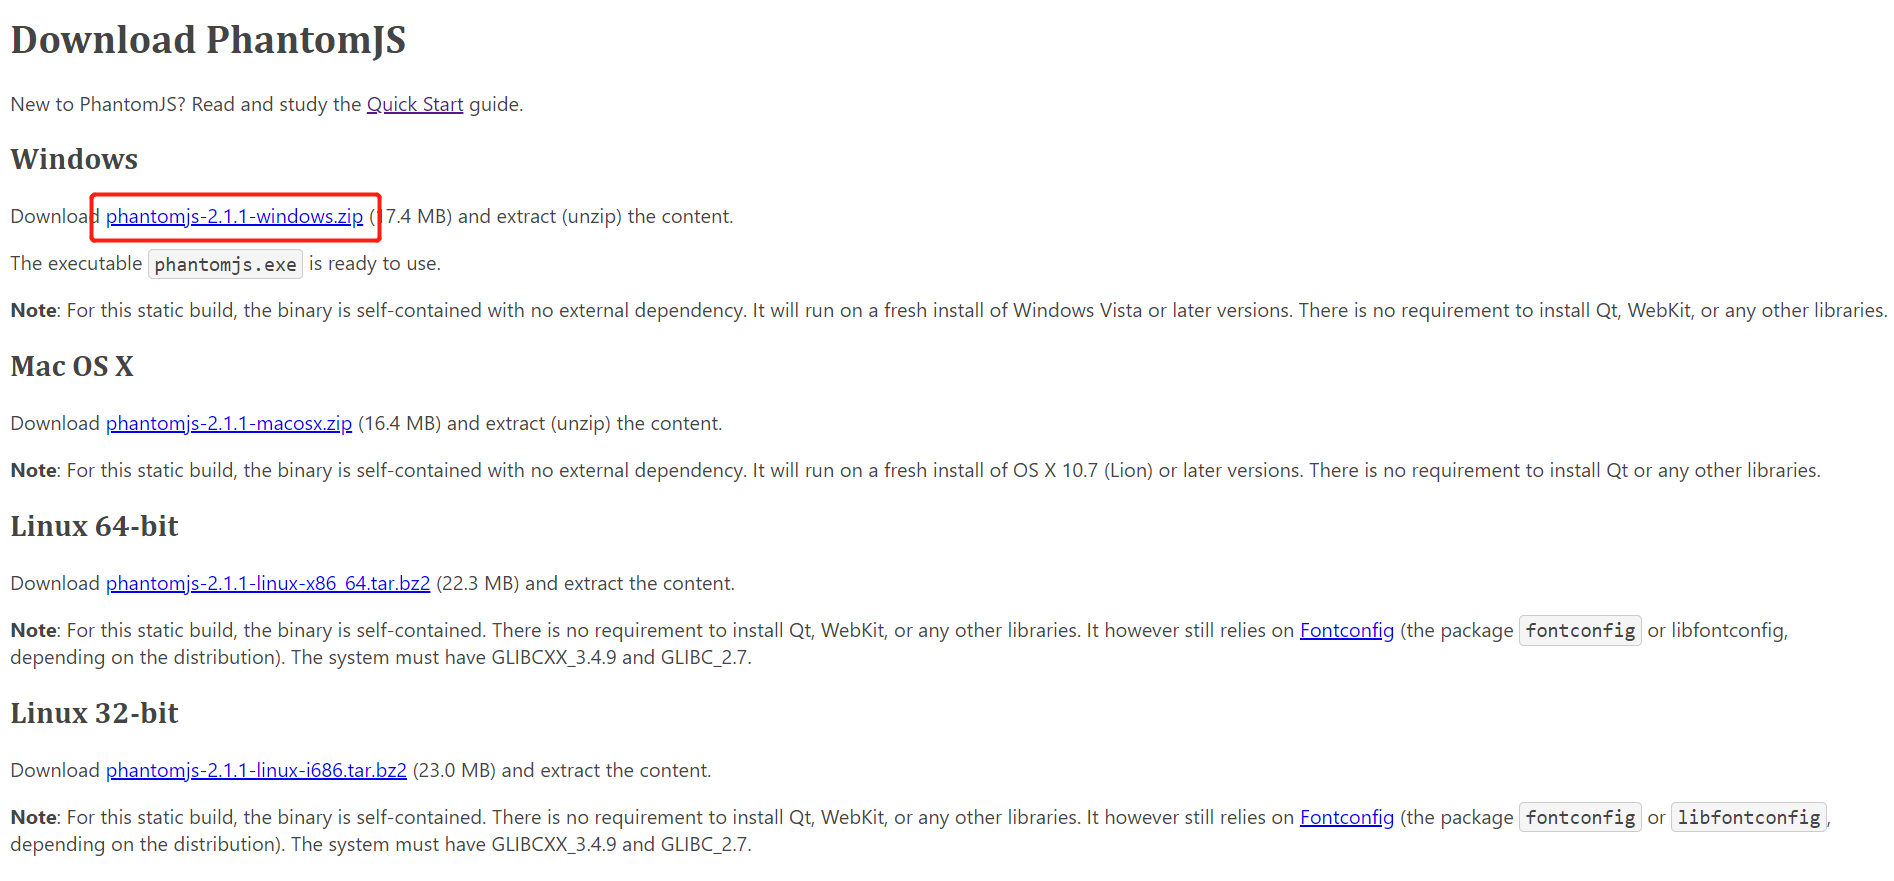 Download PhantomJS
New to PhantomJS? Read and study the Quick Start guide.
Windows
Download phantomjs-2.1.1-windows.zip (17.4 MB) and extract (unzip) the content.
The executable phantomjs.exe is ready to use.
Note: For this static build, the binary is self-contained with no external dependency. It will run on a fresh install of Windows Vista or later versions. There is no requirement to install Qt, WebKit, or any other libraries.
Mac OS X
Download phantomjs-2.1.1-macosx.zip (16.4 MB) and extract (unzip) the content.
Note: For this static build, the binary is self-contained with no external dependency. It will run on a fresh install of OS X 10.7 (Lion) or later versions. There is no requirement to install Qt or any other libraries.
Linux 64-bit
Download phantomjs-2.1.1-linux-x86_64.tar.bz2 (22.3 MB) and extract the content.
Note: For this static build, the binary is self-contained. There is no requirement to install Qt, WebKit, or any other libraries. It however still relies on Fontconfig (the package fontconfig or libfontconfig,
depending on the distribution). The system must have GLIBCXX_3.4.9 and GLIBC_2.7.
Linux 32-bit
Download phantomjs-2.1.1-linux-i686.tar.bz2 (23.0 MB) and extract the content.
Note: For this static build, the binary is self-contained. There is no requirement to install Qt, WebKit, or any other libraries. It however still relies on Fontconfig (the package fontconfig or libfontconfig,
depending on the distribution). The system must have GLIBCXX_3.4.9 and GLIBC_2.7.